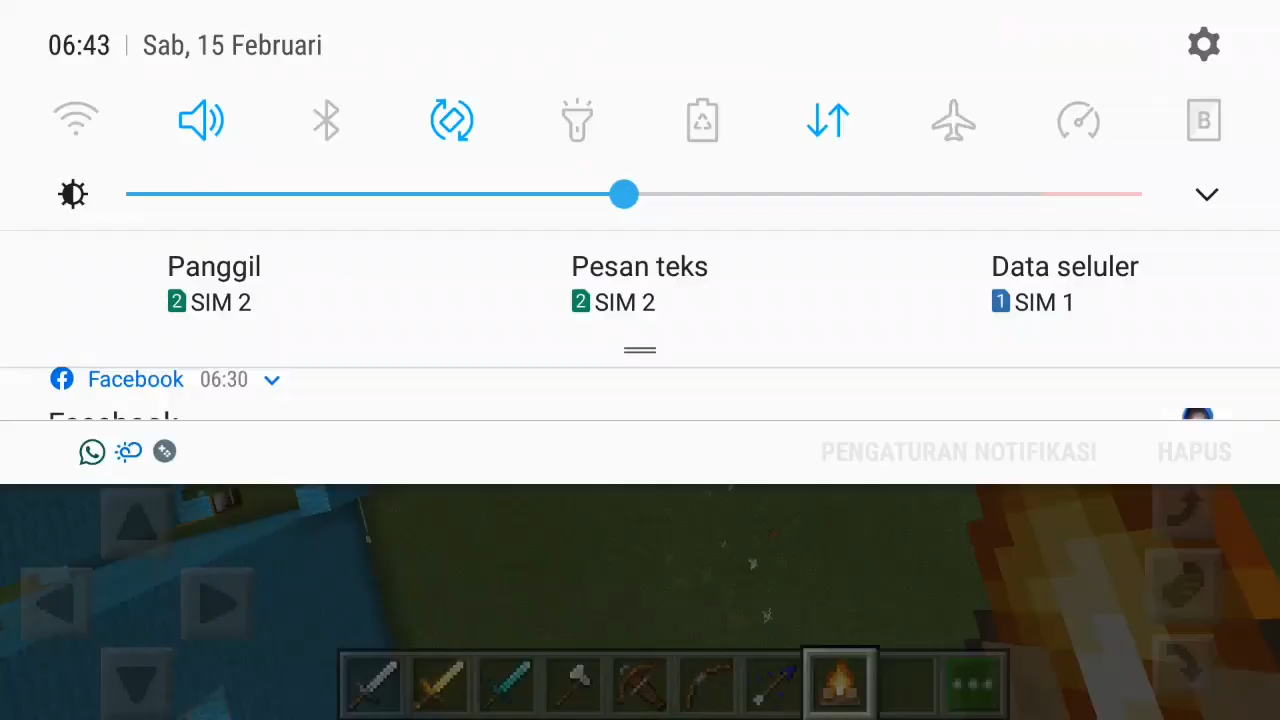 06:43 | Sab, 15 Februari
B
Panggil
2 SIM 2
Pesan teks
2 SIM 2
Data seluler
1 SIM 1
Facebook 06:30
Facebook
PENGATURAN NOTIFIKASI HAPUS